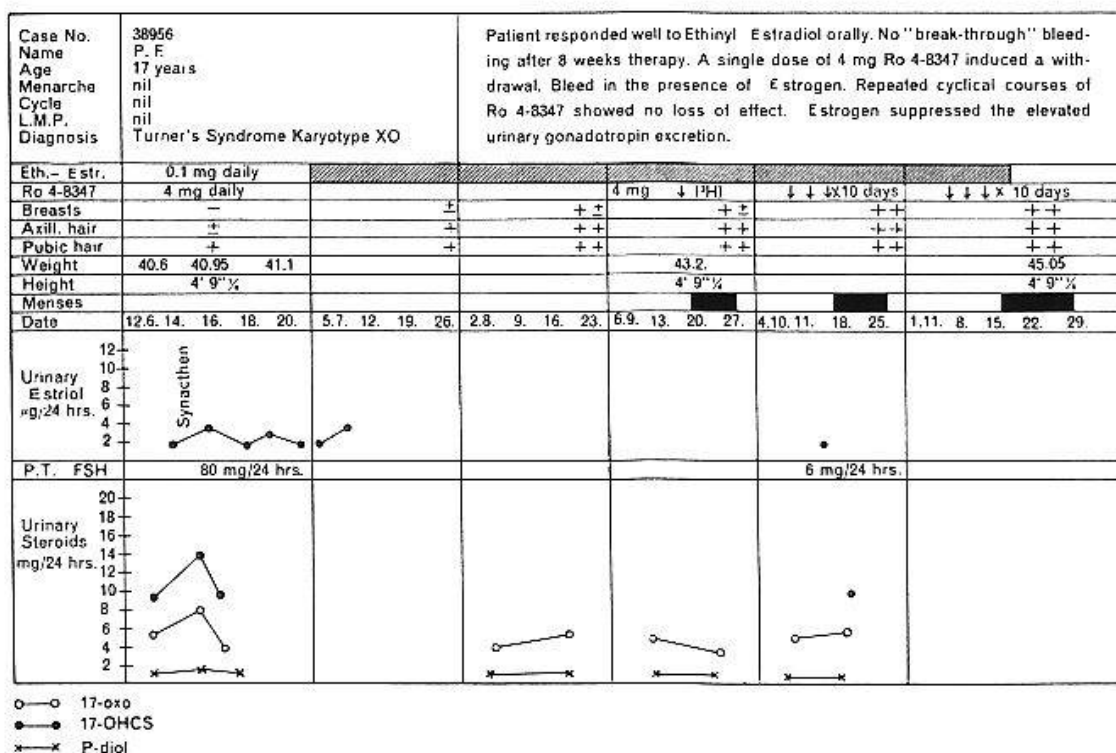 Case No. 38956
Name P. F.
Age 17 years
Menarche nil
Cycle nil
L.M.P. nil
Diagnosis Turner's Syndrome Karyotype XO
Patient responded well to Ethinyl Estradiol orally. No "break-through" bleed-
ing after 8 weeks therapy. A single dose of 4 mg Ro 4-8347 induced a with-
drawal. Bleed in the presence of Estrogen. Repeated cyclical courses of
Ro 4-8347 showed no loss of effect. Estrogen suppressed the elevated
urinary gonadotropin excretion.
Eth.- Estr. 0.1 mg daily
Ro 4-8347 4 mg daily 4 mg ↓ ↓ ↓ ↓x10 days ↓ ↓ ↓ x 10 days
Breasts − ± + ± + ± + + + +
Axill. hair ± + + + + + + + + +
Pubic hair + + + + + + + + + +
Weight 40.6 40.95 41.1 43.2. 45.05
Height 4' 9"¼ 4' 9"¼ 4' 9"¼
Menses
Date 12.6. 14. 16. 18. 20. 5.7. 12. 19. 26. 2.8. 9. 16. 23. 6.9. 13. 20. 27. 4.10. 11. 18. 25. 1.11. 8. 15. 22. 29.
Urinary
Estriol
μg/24 hrs.
12
10
8
6
4
2
Synacthen
P.T. FSH 80 mg/24 hrs. 6 mg/24 hrs.
Urinary
Steroids
mg/24 hrs.
20
18
16
14
12
10
8
6
4
2
17-oxo
17-OHCS
P-diol